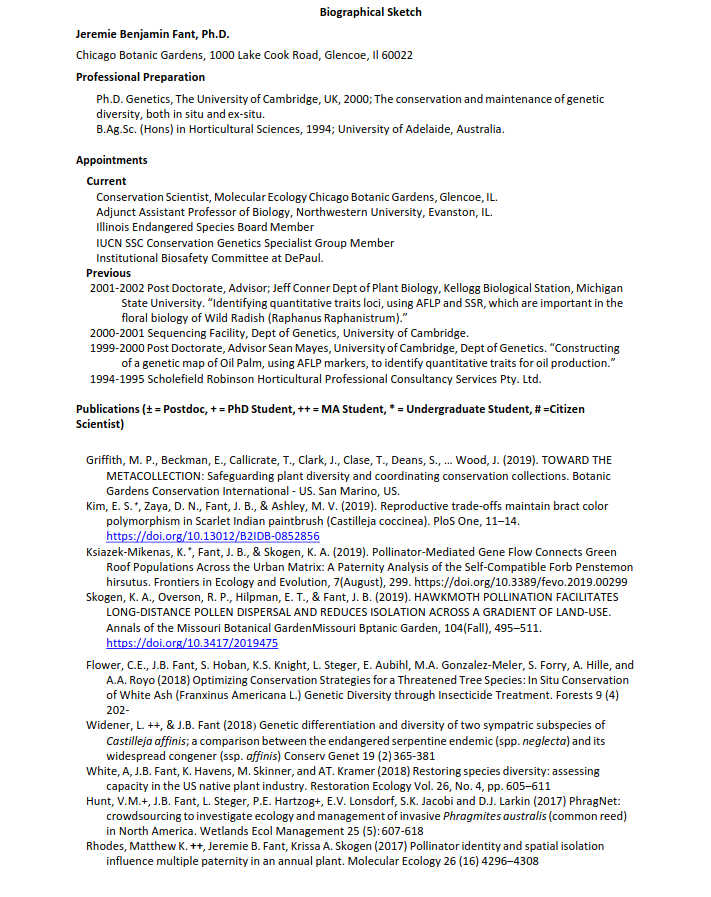 Biographical Sketch
Jeremie Benjamin Fant, Ph.D.
Chicago Botanic Gardens, 1000 Lake Cook Road, Glencoe, Il 60022
Professional Preparation
Ph.D. Genetics, The University of Cambridge, UK, 2000; The conservation and maintenance of genetic
diversity, both in situ and ex-situ.
B.Ag.Sc. (Hons) in Horticultural Sciences, 1994; University of Adelaide, Australia.
Appointments
Current
Conservation Scientist, Molecular Ecology Chicago Botanic Gardens, Glencoe, IL.
Adjunct Assistant Professor of Biology, Northwestern University, Evanston, IL.
Illinois Endangered Species Board Member
IUCN SSC Conservation Genetics Specialist Group Member
Institutional Biosafety Committee at DePaul.
Previous
2001-2002 Post Doctorate, Advisor; Jeff Conner Dept of Plant Biology, Kellogg Biological Station, Michigan
State University. “Identifying quantitative traits loci, using AFLP and SSR, which are important in the
floral biology of Wild Radish (Raphanus Raphanistrum).”
2000-2001 Sequencing Facility, Dept of Genetics, University of Cambridge.
1999-2000 Post Doctorate, Advisor Sean Mayes, University of Cambridge, Dept of Genetics. “Constructing
of a genetic map of Oil Palm, using AFLP markers, to identify quantitative traits for oil production.”
1994-1995 Scholefield Robinson Horticultural Professional Consultancy Services Pty. Ltd.
Publications (± = Postdoc, + = PhD Student, ++ = MA Student, * = Undergraduate Student, # =Citizen
Scientist)
Griffith, M. P., Beckman, E., Callicrate, T., Clark, J., Clase, T., Deans, S., … Wood, J. (2019). TOWARD THE
METACOLLECTION: Safeguarding plant diversity and coordinating conservation collections. Botanic
Gardens Conservation International - US. San Marino, US.
Kim, E. S.⁺, Zaya, D. N., Fant, J. B., & Ashley, M. V. (2019). Reproductive trade-offs maintain bract color
polymorphism in Scarlet Indian paintbrush (Castilleja coccinea). PloS One, 11–14.
https://doi.org/10.13012/B2IDB-0852856
Ksiazek-Mikenas, K.⁺, Fant, J. B., & Skogen, K. A. (2019). Pollinator-Mediated Gene Flow Connects Green
Roof Populations Across the Urban Matrix: A Paternity Analysis of the Self-Compatible Forb Penstemon
hirsutus. Frontiers in Ecology and Evolution, 7(August), 299. https://doi.org/10.3389/fevo.2019.00299
Skogen, K. A., Overson, R. P., Hilpman, E. T., & Fant, J. B. (2019). HAWKMOTH POLLINATION FACILITATES
LONG-DISTANCE POLLEN DISPERSAL AND REDUCES ISOLATION ACROSS A GRADIENT OF LAND-USE.
Annals of the Missouri Botanical GardenMissouri Bptanic Garden, 104(Fall), 495–511.
https://doi.org/10.3417/2019475
Flower, C.E., J.B. Fant, S. Hoban, K.S. Knight, L. Steger, E. Aubihl, M.A. Gonzalez-Meler, S. Forry, A. Hille, and
A.A. Royo (2018) Optimizing Conservation Strategies for a Threatened Tree Species: In Situ Conservation
of White Ash (Franxinus Americana L.) Genetic Diversity through Insecticide Treatment. Forests 9 (4)
202-
Widener, L. ++, & J.B. Fant (2018) Genetic differentiation and diversity of two sympatric subspecies of
Castilleja affinis; a comparison between the endangered serpentine endemic (spp. neglecta) and its
widespread congener (ssp. affinis) Conserv Genet 19 (2) 365-381
White, A, J.B. Fant, K. Havens, M. Skinner, and AT. Kramer (2018) Restoring species diversity: assessing
capacity in the US native plant industry. Restoration Ecology Vol. 26, No. 4, pp. 605–611
Hunt, V.M.+, J.B. Fant, L. Steger, P.E. Hartzog+, E.V. Lonsdorf, S.K. Jacobi and D.J. Larkin (2017) PhragNet:
crowdsourcing to investigate ecology and management of invasive Phragmites australis (common reed)
in North America. Wetlands Ecol Management 25 (5): 607-618
Rhodes, Matthew K. ++, Jeremie B. Fant, Krissa A. Skogen (2017) Pollinator identity and spatial isolation
influence multiple paternity in an annual plant. Molecular Ecology 26 (16) 4296–4308